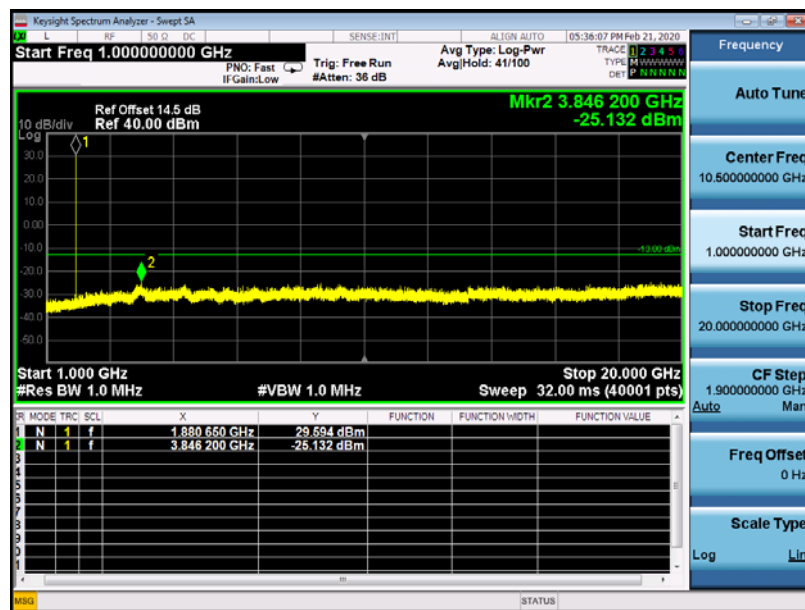 Keysight Spectrum Analyzer - Swept SA
L RF 50 Ω DC SENSE:INT ALIGN AUTO 05:36:07 PM Feb 21, 2020
Start Freq 1.000000000 GHz
PNO: Fast
IFGain:Low
Trig: Free Run
#Atten: 36 dB
Avg Type: Log-Pwr
Avg|Hold: 41/100
TRACE 1 2 3 4 5 6
TYPE M W W W W W
DET P N N N N N
Frequency
Auto Tune
Center Freq
10.500000000 GHz
Start Freq
1.000000000 GHz
Stop Freq
20.000000000 GHz
CF Step
1.900000000 GHz
Auto Man
Freq Offset
0 Hz
Scale Type
Log Lin
Ref Offset 14.5 dB
Ref 40.00 dBm
10 dB/div
Log
Mkr2 3.846 200 GHz
-25.132 dBm
1
30.0
20.0
10.0
0.00
-10.0
-13.00 dBm
2
-20.0
-30.0
-40.0
-50.0
Start 1.000 GHz
Stop 20.000 GHz
#Res BW 1.0 MHz
#VBW 1.0 MHz
Sweep 32.00 ms (40001 pts)
MODE TRC SCL X Y FUNCTION FUNCTION WIDTH FUNCTION VALUE
1 N 1 f 1.880 650 GHz 29.594 dBm
2 N 1 f 3.846 200 GHz -25.132 dBm
3
4
5
6
7
8
9
0
1
MSG STATUS